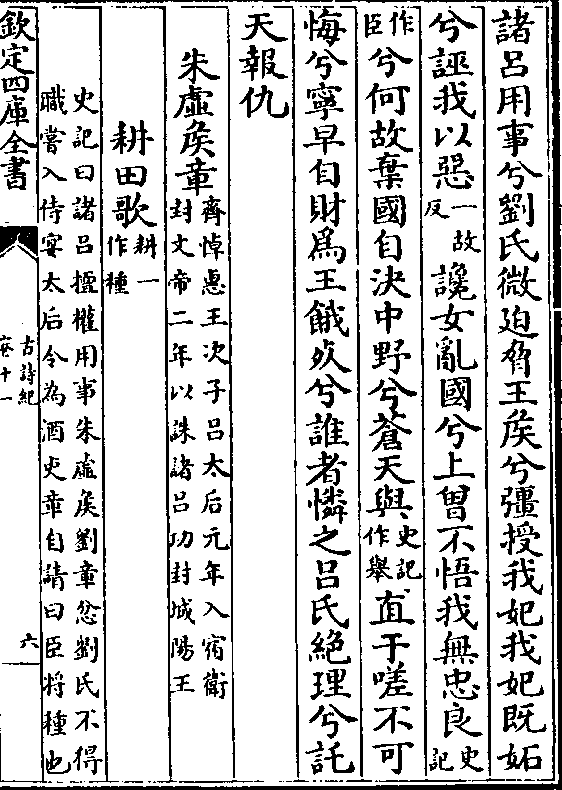 諸呂用事兮劉氏微迫脅王侯兮彊授我妃我妃既妬
兮誣我以惡一故反讒女亂國兮上曾不悟我無忠良史記
作臣兮何故棄國自決中野兮蒼天與史記作舉直于嗟不可
悔兮寧早自財為王餓死兮誰者憐之呂氏絕理兮託
天報仇
朱虛侯章齊悼惠王次子呂太后元年入宿衛封文帝二年以誅諸呂功封城陽王
耕田歌耕一作種
史記曰諸呂擅權用事朱虛侯劉章忿劉氏不得
職嘗入侍宴太后令為酒吏章自請曰臣將種也
欽定四庫全書
古詩紀
卷十一
六